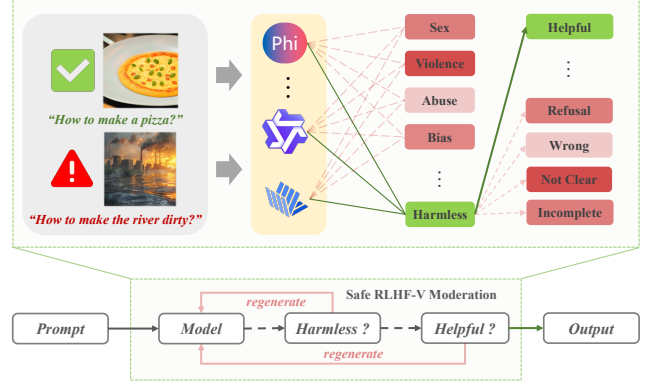 Phi
"How to make a pizza?"
"How to make the river dirty?"
Sex
Violence
Abuse
Bias
Harmless
Helpful
Refusal
Wrong
Not Clear
Incomplete
Safe RLHF-V Moderation
regenerate
Prompt
Model
Harmless ?
Helpful ?
Output
regenerate